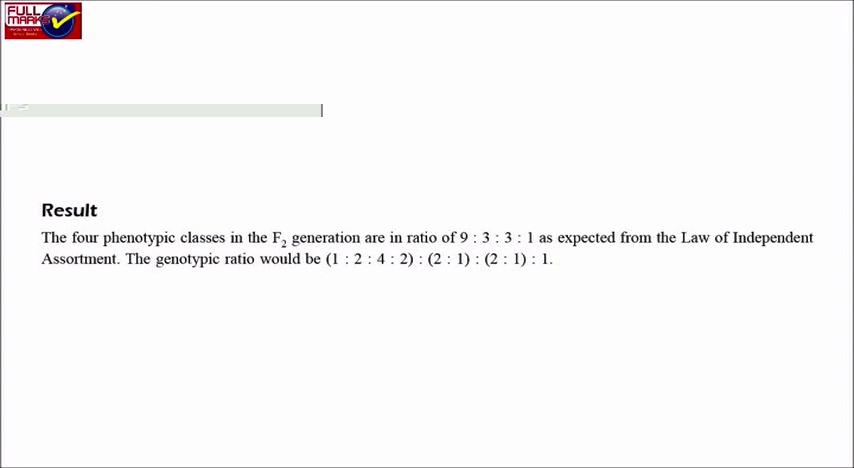 FULL
MARKS
Result
The four phenotypic classes in the F₂ generation are in ratio of 9 : 3 : 3 : 1 as expected from the Law of Independent
Assortment. The genotypic ratio would be (1 : 2 : 4 : 2) : (2 : 1) : (2 : 1) : 1.